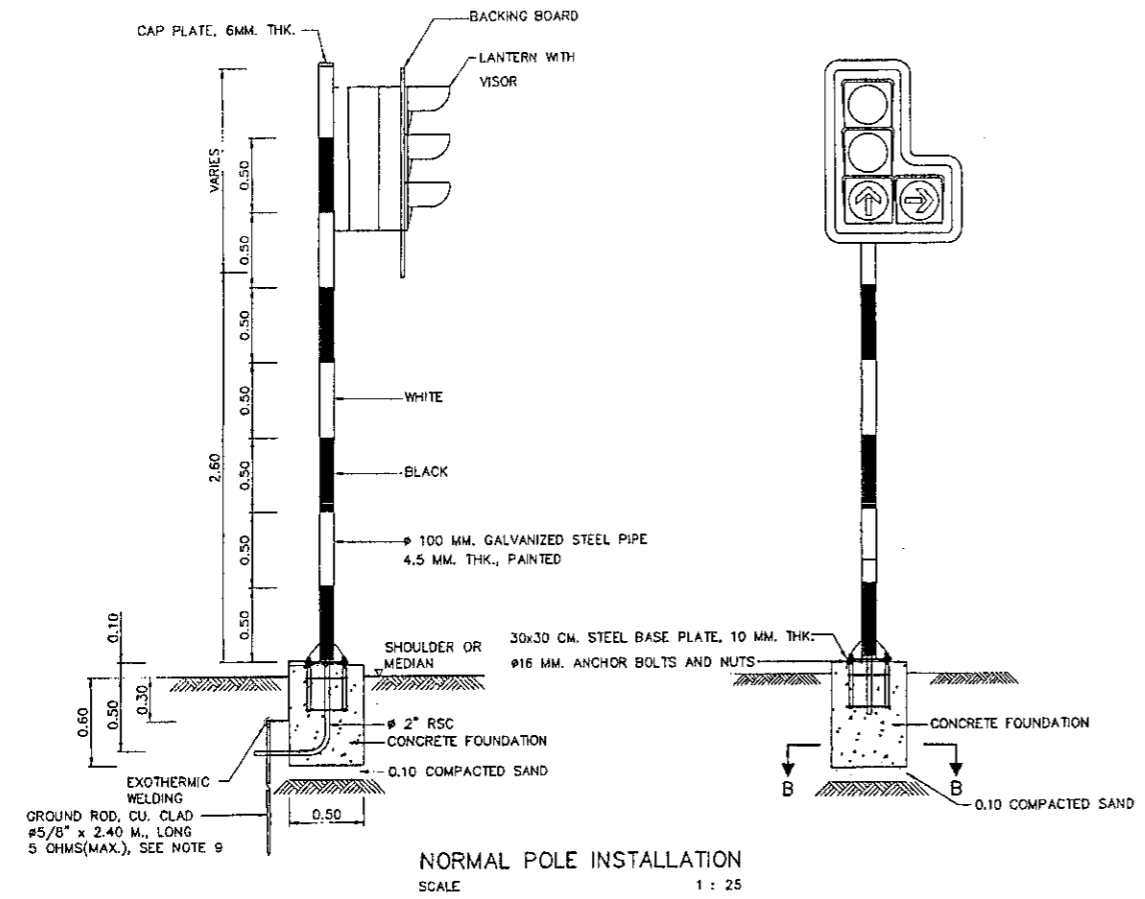 CAP PLATE, 6MM. THK.
BACKING BOARD
LANTERN WITH
VISOR
VARIES
0.50
0.50
0.50
0.50
0.50
0.50
0.50
2.60
WHITE
BLACK
ø 100 MM. GALVANIZED STEEL PIPE
4.5 MM. THK., PAINTED
0.10
0.60
0.50
0.30
SHOULDER OR
MEDIAN
30x30 CM. STEEL BASE PLATE, 10 MM. THK.
ø16 MM. ANCHOR BOLTS AND NUTS
ø 2" RSC
CONCRETE FOUNDATION
0.10 COMPACTED SAND
EXOTHERMIC
WELDING
GROUND ROD, CU. CLAD
ø5/8" x 2.40 M., LONG
5 OHMS(MAX.), SEE NOTE 9
0.50
CONCRETE FOUNDATION
B
B
0.10 COMPACTED SAND
NORMAL POLE INSTALLATION
SCALE 1 : 25